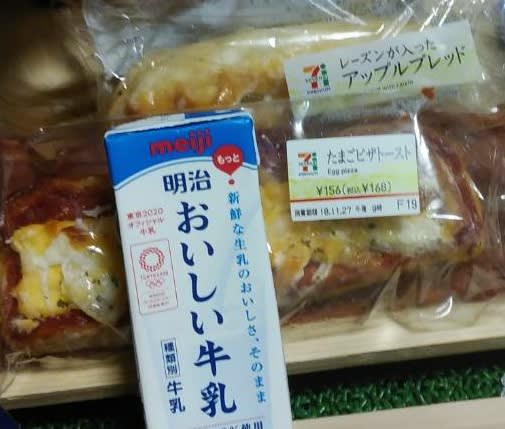 レーズンが入った
アップルブレッド
たまごピザトースト
Egg pizza
¥156(税込¥168)
消費期限 18.11.27 午後 9時
F19
meiji
もっと
明治
おいしい牛乳
新鮮な生乳のおいしさ、そのまま
東京2020
オフィシャル
牛乳
種類別 牛乳